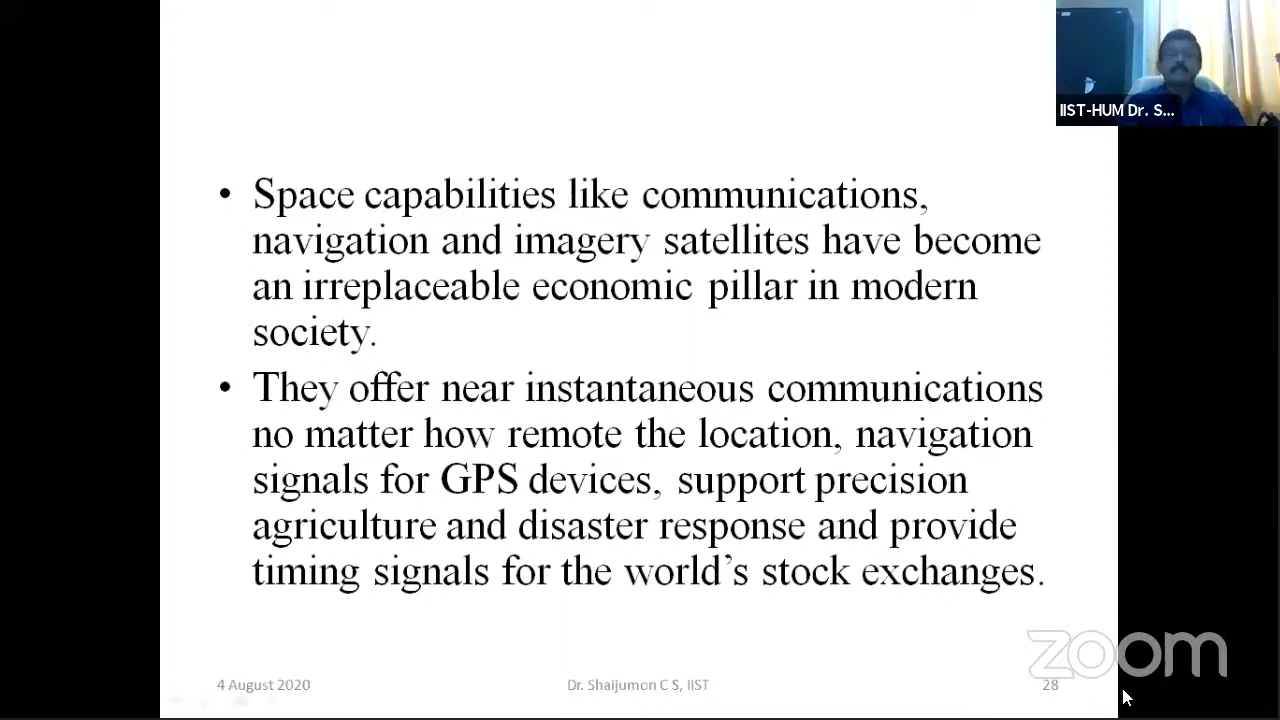 IIST-HUM Dr. S...
• Space capabilities like communications,
navigation and imagery satellites have become
an irreplaceable economic pillar in modern
society.
• They offer near instantaneous communications
no matter how remote the location, navigation
signals for GPS devices, support precision
agriculture and disaster response and provide
timing signals for the world’s stock exchanges.
zoom
4 August 2020 Dr. Shaijumon C S, IIST 28